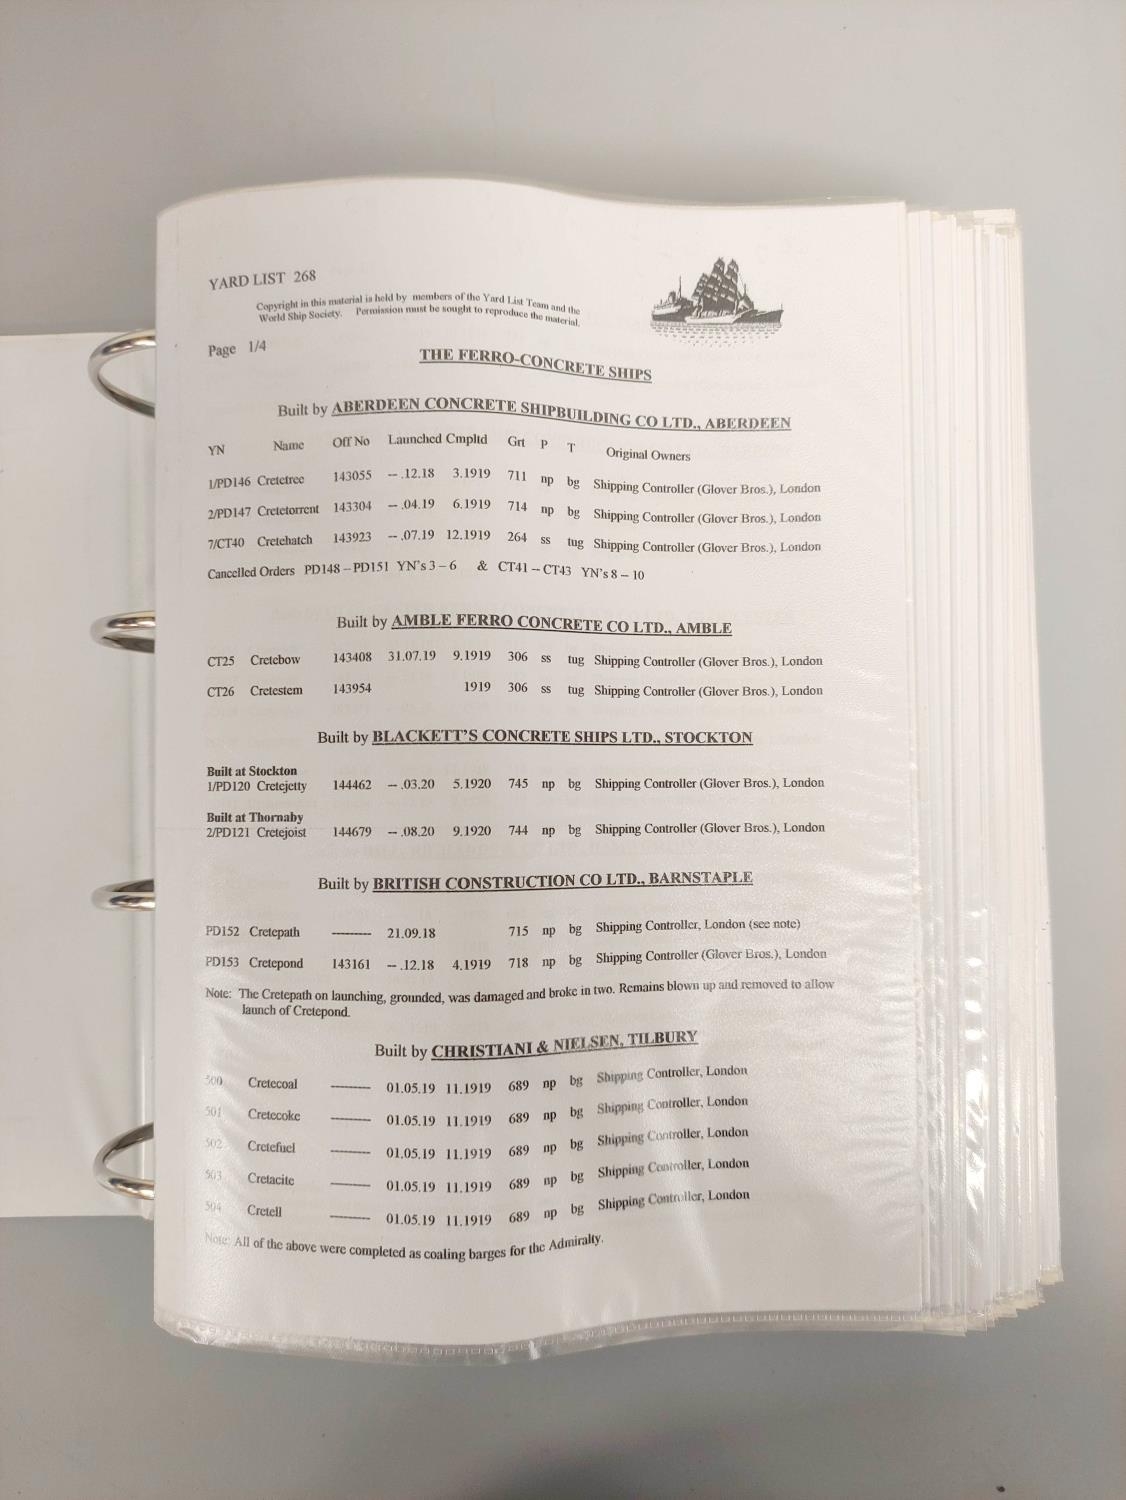 YARD LIST 268
Copyright in this material is held by members of the Yard List Team and the
World Ship Society. Permission must be sought to reproduce the material.
Page 1/4
THE FERRO-CONCRETE SHIPS
Built by ABERDEEN CONCRETE SHIPBUILDING CO LTD., ABERDEEN
YN Name Off No Launched Cmpltd Grt P T Original Owners
1/PD146 Cretetree 143055 -- .12.18 3.1919 711 np bg Shipping Controller (Glover Bros.), London
2/PD147 Cretetorrent 143304 -- .04.19 6.1919 714 np bg Shipping Controller (Glover Bros.), London
7/CT40 Cretehatch 143923 -- .07.19 12.1919 264 ss tug Shipping Controller (Glover Bros.), London
Cancelled Orders PD148 – PD151 YN's 3 – 6 & CT41 – CT43 YN's 8 – 10
Built by AMBLE FERRO CONCRETE CO LTD., AMBLE
CT25 Cretebow 143408 31.07.19 9.1919 306 ss tug Shipping Controller (Glover Bros.), London
CT26 Cretestem 143954 1919 306 ss tug Shipping Controller (Glover Bros.), London
Built by BLACKETT'S CONCRETE SHIPS LTD., STOCKTON
Built at Stockton
1/PD120 Cretejetty 144462 -- .03.20 5.1920 745 np bg Shipping Controller (Glover Bros.), London
Built at Thornaby
2/PD121 Cretejoist 144679 -- .08.20 9.1920 744 np bg Shipping Controller (Glover Bros.), London
Built by BRITISH CONSTRUCTION CO LTD., BARNSTAPLE
PD152 Cretepath --------- 21.09.18 715 np bg Shipping Controller, London (see note)
PD153 Cretepond 143161 -- .12.18 4.1919 718 np bg Shipping Controller (Glover Bros.), London
Note: The Cretepath on launching, grounded, was damaged and broke in two. Remains blown up and removed to allow
launch of Cretepond.
Built by CHRISTIANI & NIELSEN, TILBURY
500 Cretecoal --------- 01.05.19 11.1919 689 np bg Shipping Controller, London
501 Cretecoke --------- 01.05.19 11.1919 689 np bg Shipping Controller, London
502 Cretefuel --------- 01.05.19 11.1919 689 np bg Shipping Controller, London
503 Cretacite --------- 01.05.19 11.1919 689 np bg Shipping Controller, London
504 Cretell --------- 01.05.19 11.1919 689 np bg Shipping Controller, London
Note: All of the above were completed as coaling barges for the Admiralty.